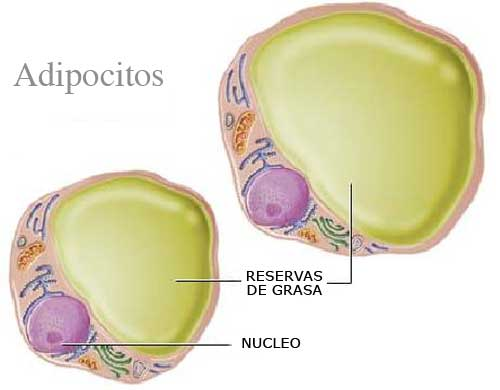 Adipocitos
RESERVAS
DE GRASA
NUCLEO